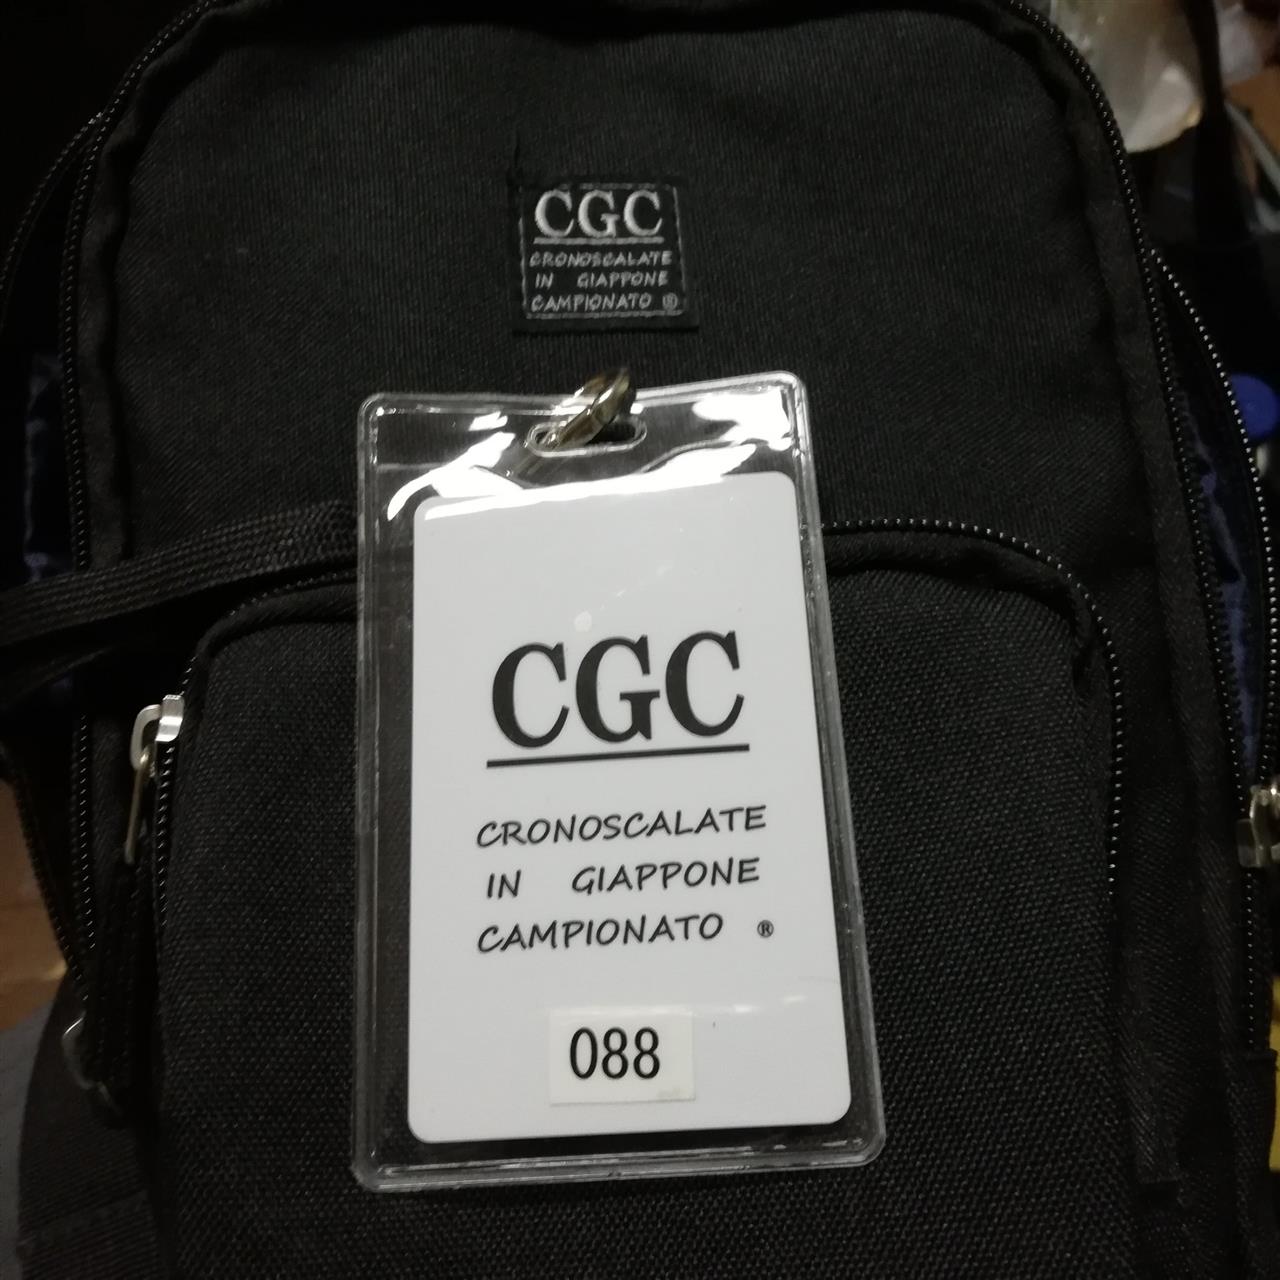 CGC
CRONOSCALATE
IN GIAPPONE
CAMPIONATO ®
CGC
CRONOSCALATE
IN GIAPPONE
CAMPIONATO ®
088